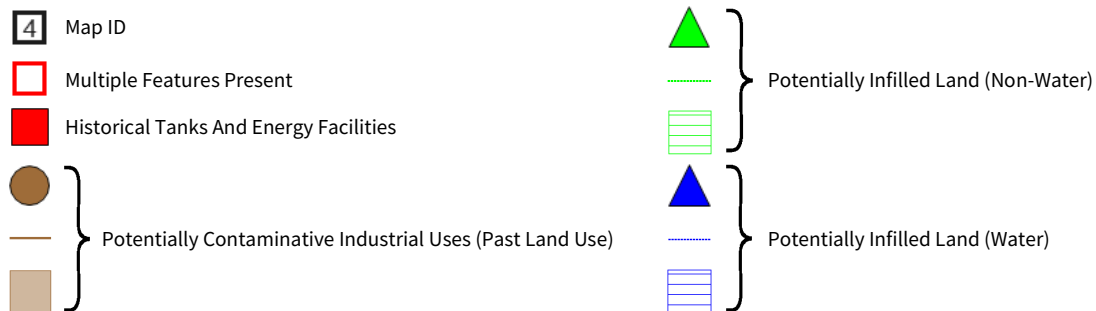 4 Map ID
Multiple Features Present
Historical Tanks And Energy Facilities
Potentially Contaminative Industrial Uses (Past Land Use)
Potentially Infilled Land (Non-Water)
Potentially Infilled Land (Water)